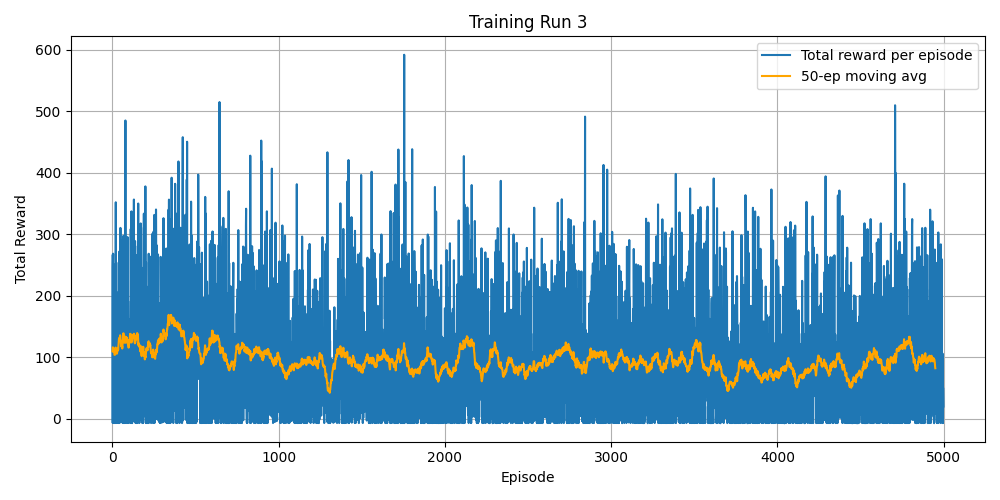 Training Run 3
Total reward per episode
50-ep moving avg
Total Reward
600
500
400
300
200
100
0
0 1000 2000 3000 4000 5000
Episode